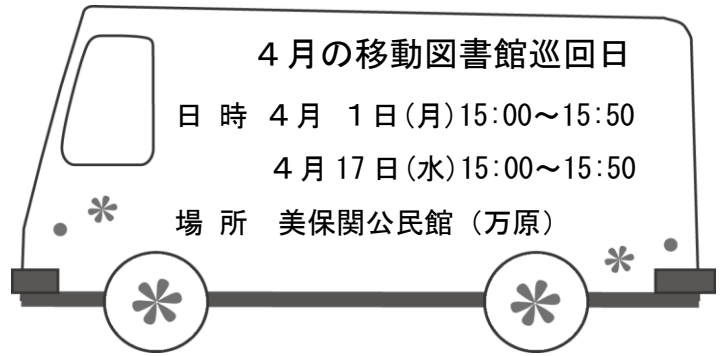 ４月の移動図書館巡回日
日 時 ４月 １日(月)15:00～15:50
４月17日(水)15:00～15:50
場 所 美保関公民館（万原）